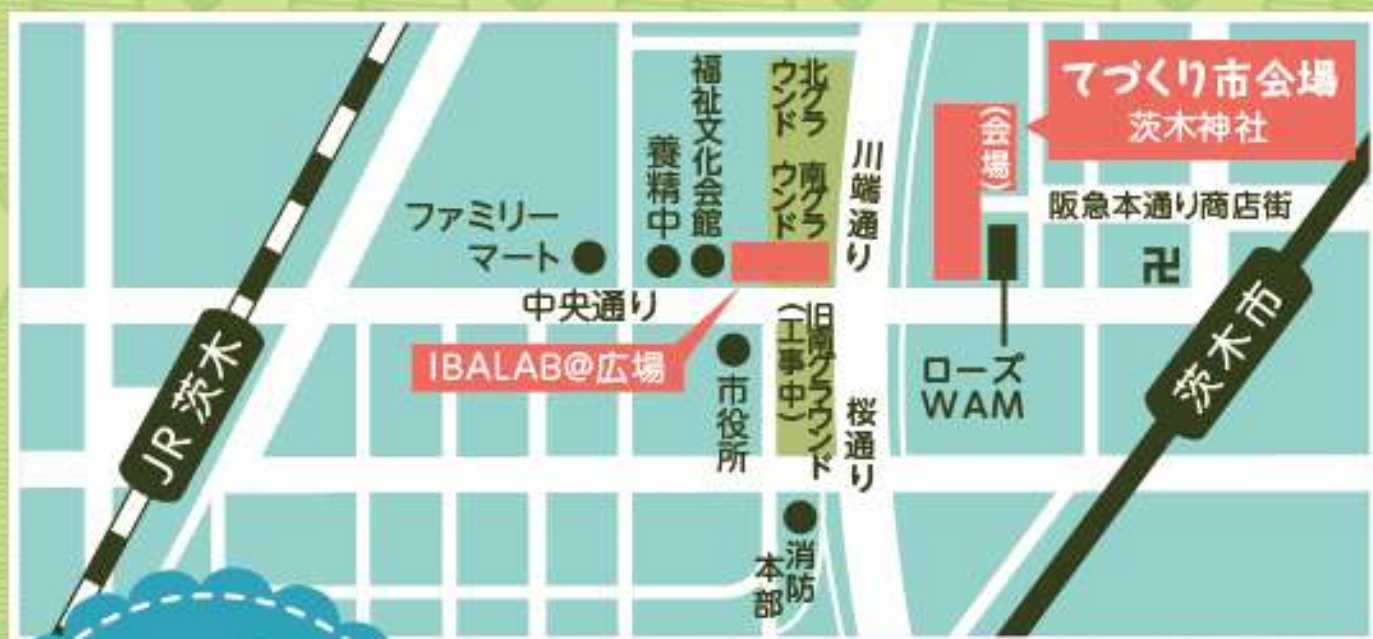 てづくり市会場
茨木神社
(会場)
北グラ
ウンド
南グラ
ウンド
福祉文化会館
養精中
ファミリー
マート
川端通り
阪急本通り商店街
卍
中央通り
IBALAB@広場
旧南グラウンド
(工事中)
市役所
桜通り
ローズ
WAM
茨木市
JR茨木
消防
本部